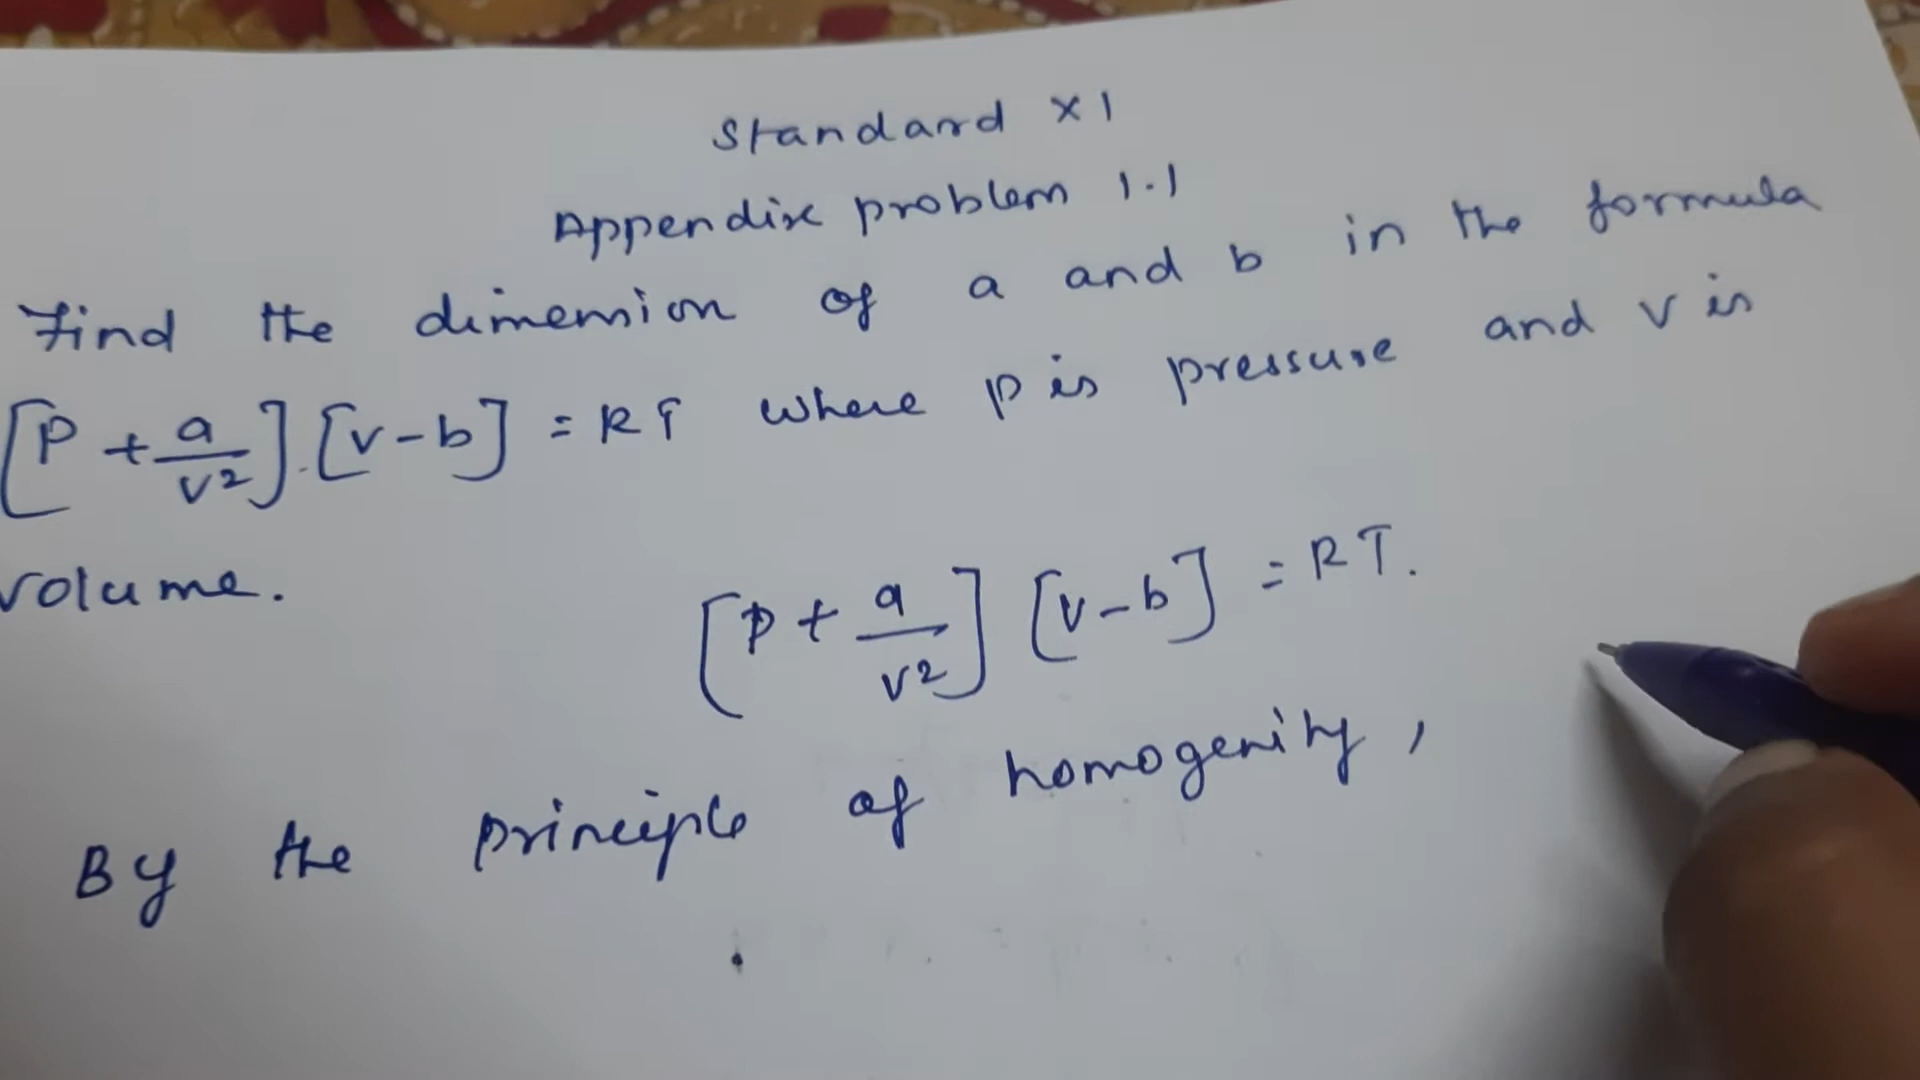 Standard XI
Appendix problem 1.1
Find the dimension of a and b in the formula
[P + a/v²].[v-b] = RT where p is pressure and v is
volume.
[p + a/v²] [v-b] = RT.
By the principle of homogenity,